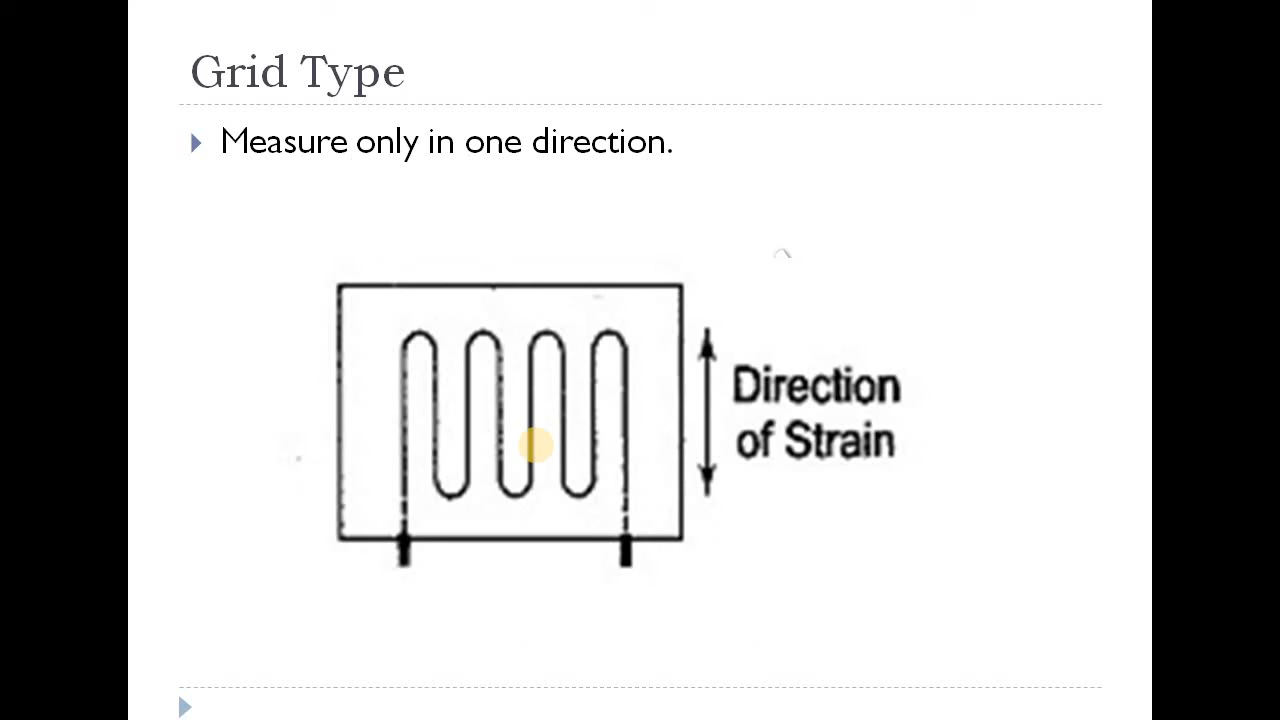 Grid Type
Measure only in one direction.
Direction
of Strain